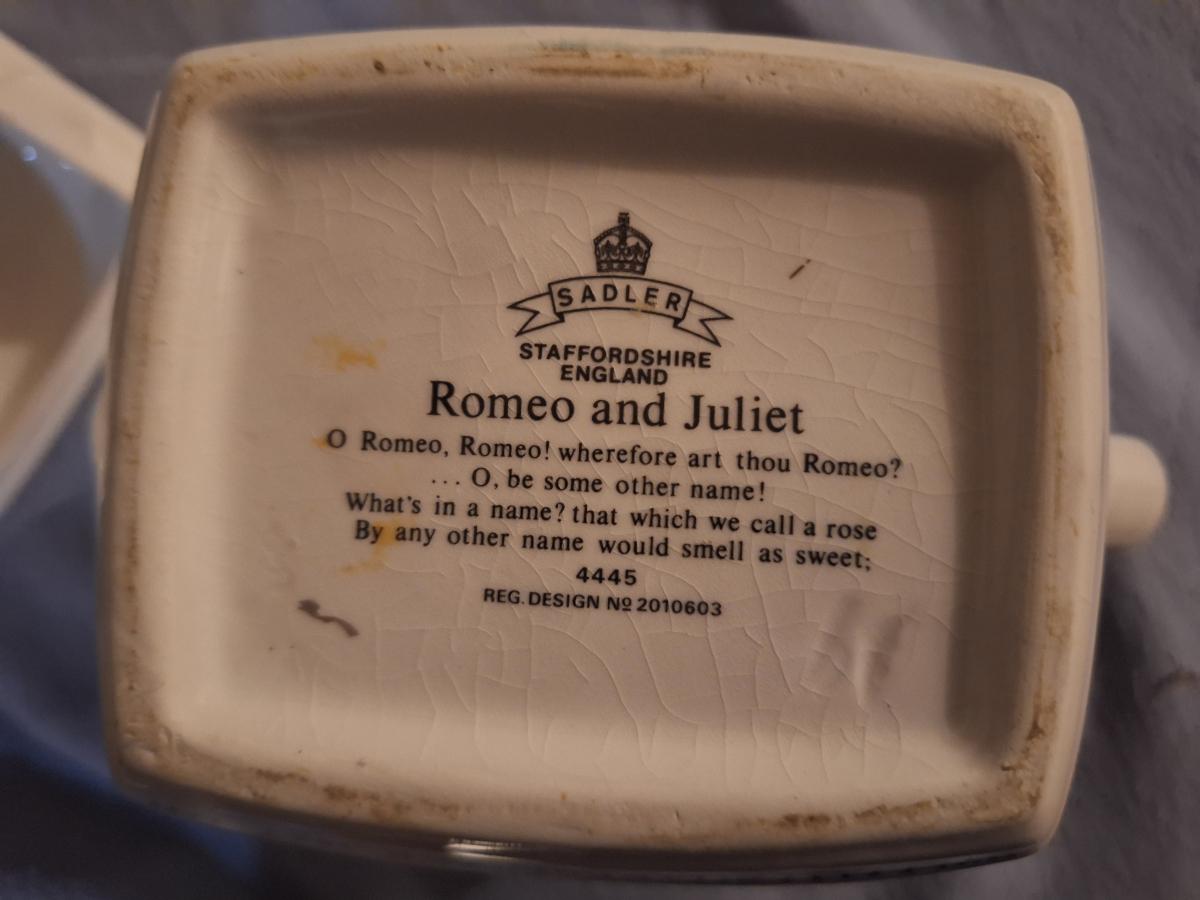 SADLER
STAFFORDSHIRE
ENGLAND
Romeo and Juliet
O Romeo, Romeo! wherefore art thou Romeo?
... O, be some other name!
What's in a name? that which we call a rose
By any other name would smell as sweet;
4445
REG. DESIGN Nº 2010603